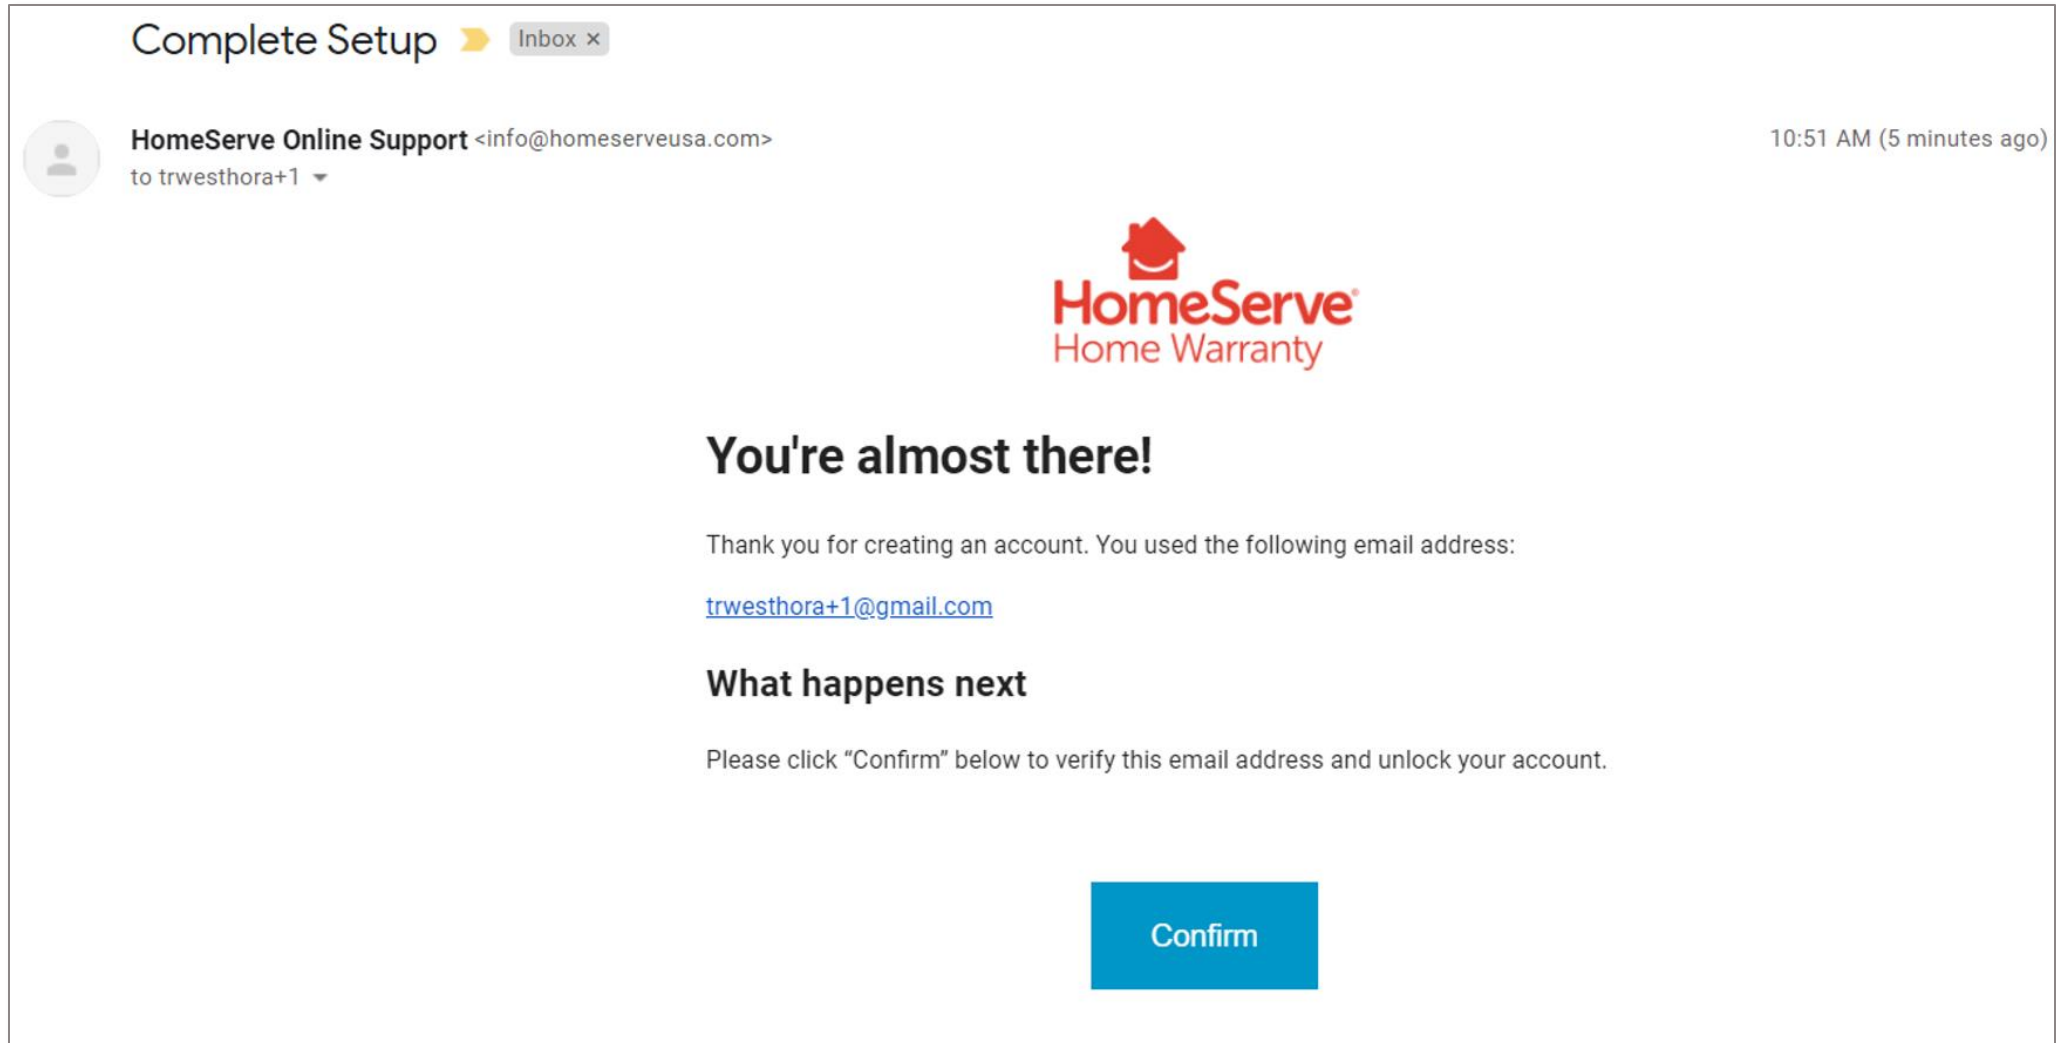 Complete Setup
Inbox ×
HomeServe Online Support <info@homeserveusa.com>
10:51 AM (5 minutes ago)
to trwesthora+1
HomeServe®
Home Warranty
You're almost there!
Thank you for creating an account. You used the following email address:
trwesthora+1@gmail.com
What happens next
Please click “Confirm” below to verify this email address and unlock your account.
Confirm